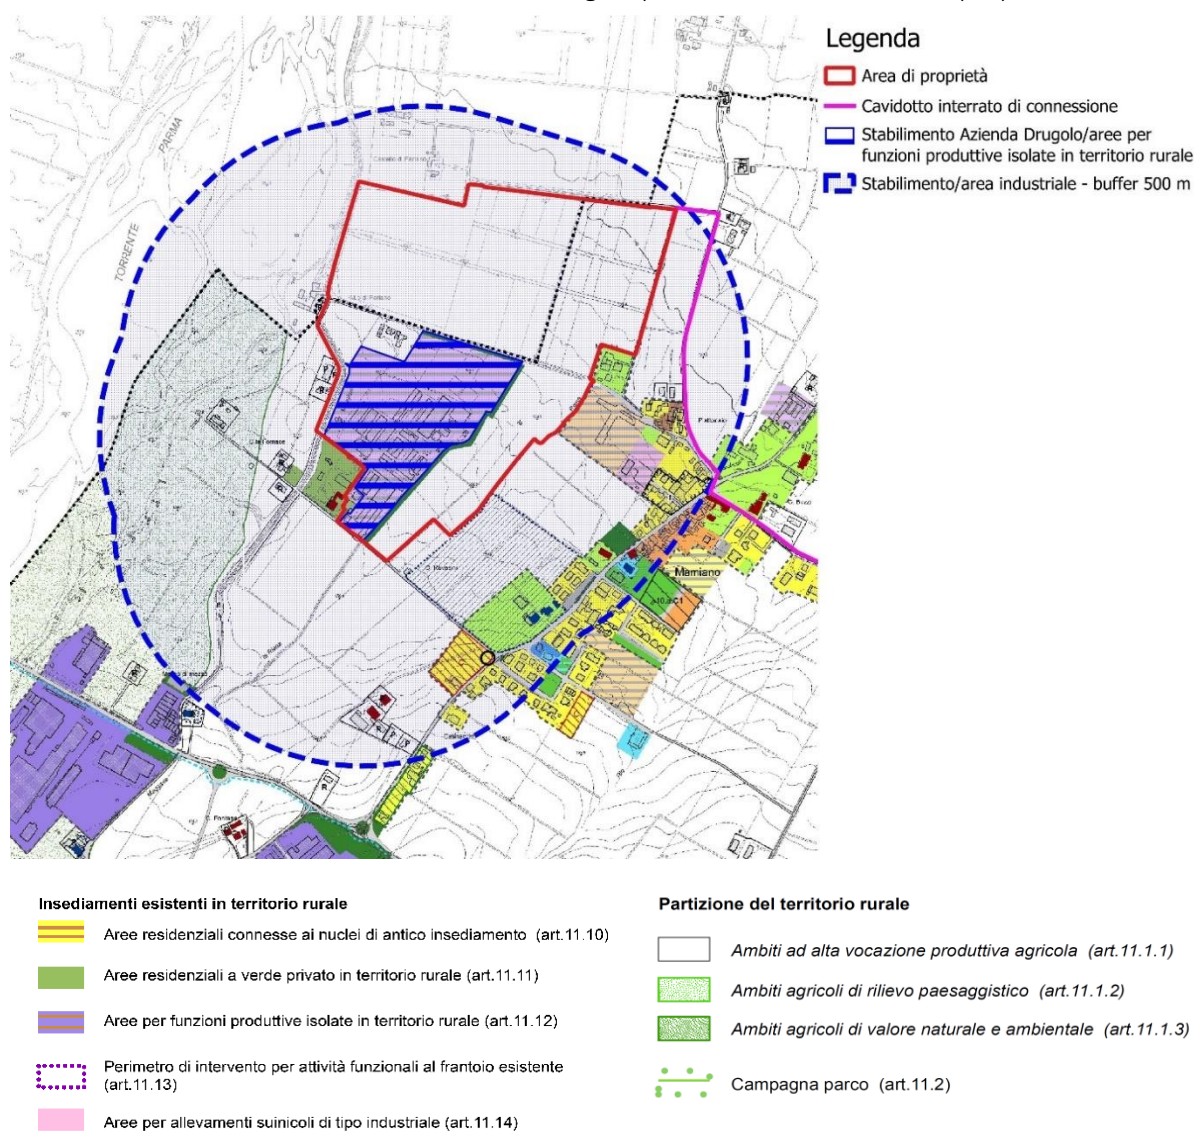 Legenda
Area di proprietà
Cavidotto interrato di connessione
Stabilimento Azienda Drugolo/aree per
funzioni produttive isolate in territorio rurale
Stabilimento/area industriale - buffer 500 m
PARMA
TORRENTE
Mamiano
Insediamenti esistenti in territorio rurale
Aree residenziali connesse ai nuclei di antico insediamento (art.11.10)
Aree residenziali a verde privato in territorio rurale (art.11.11)
Aree per funzioni produttive isolate in territorio rurale (art.11.12)
Perimetro di intervento per attività funzionali al frantoio esistente
(art.11.13)
Aree per allevamenti suinicoli di tipo industriale (art.11.14)
Partizione del territorio rurale
Ambiti ad alta vocazione produttiva agricola (art.11.1.1)
Ambiti agricoli di rilievo paesaggistico (art.11.1.2)
Ambiti agricoli di valore naturale e ambientale (art.11.1.3)
Campagna parco (art.11.2)